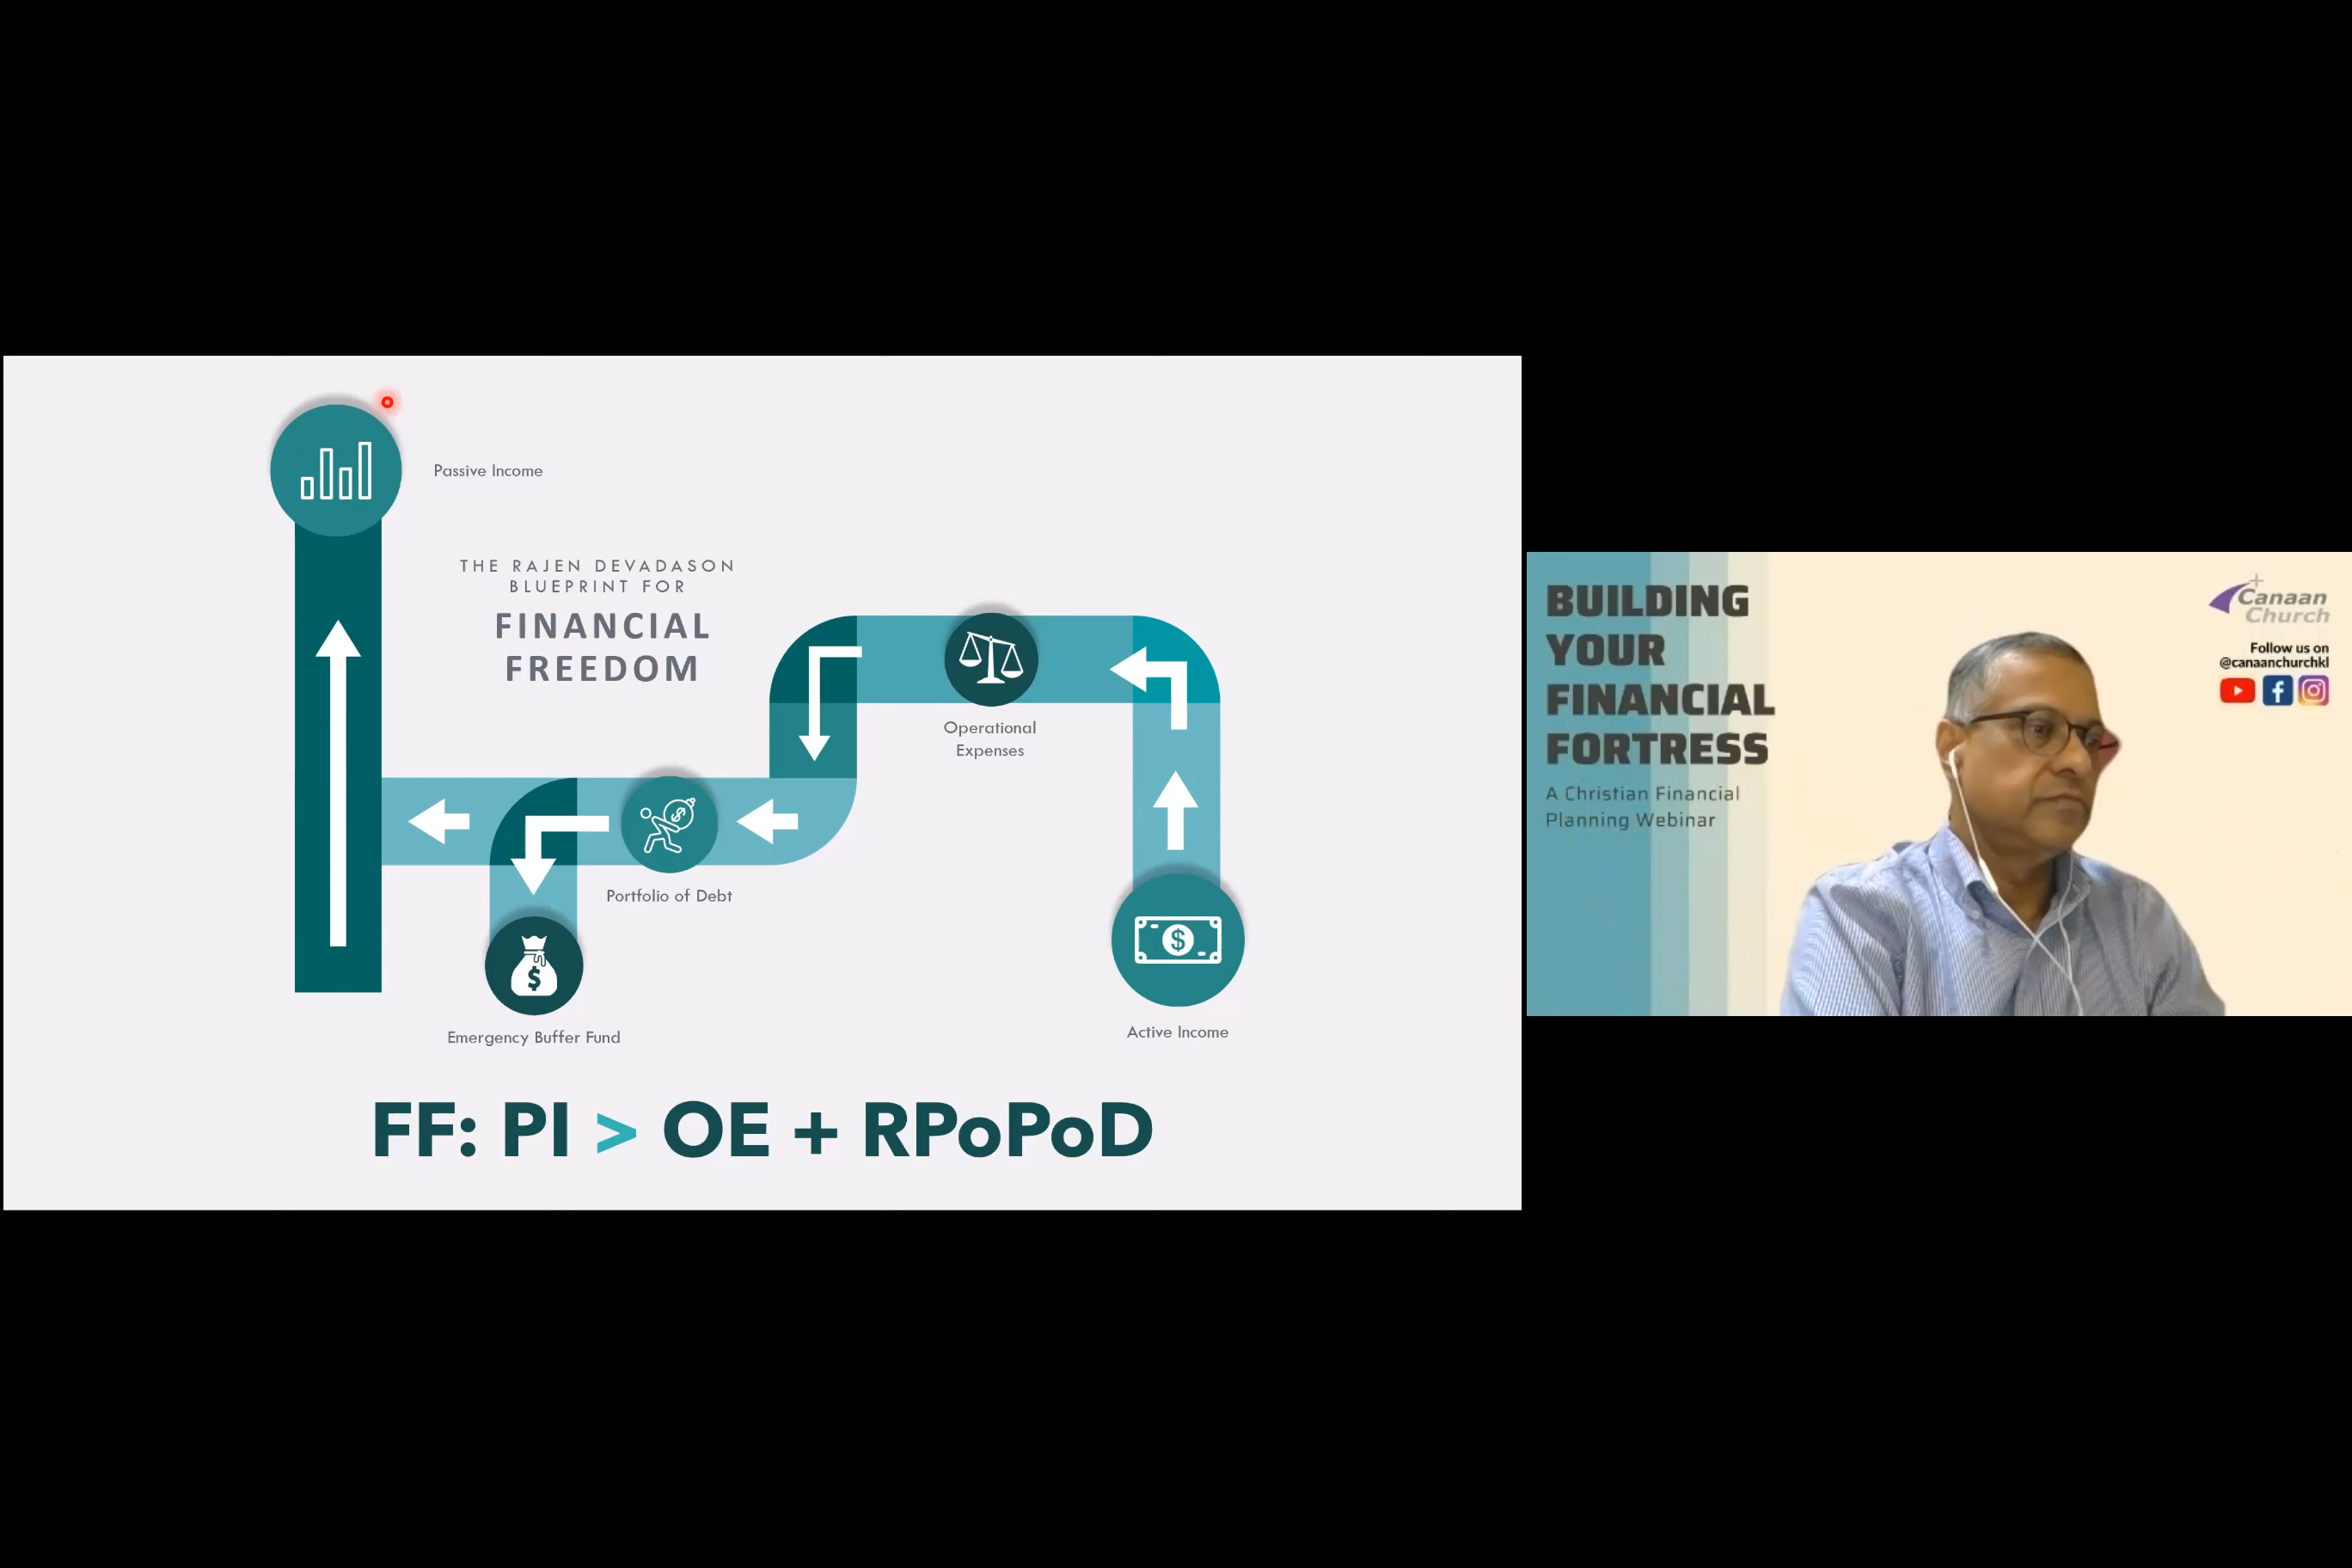 Passive Income
THE RAJEN DEVADASON
BLUEPRINT FOR
FINANCIAL
FREEDOM
Operational
Expenses
Portfolio of Debt
$
$
Emergency Buffer Fund
$
Active Income
FF: PI > OE + RPoPoD
BUILDING
YOUR
FINANCIAL
FORTRESS
A Christian Financial
Planning Webinar
Canaan
Church
Follow us on
@canaanchurchkl